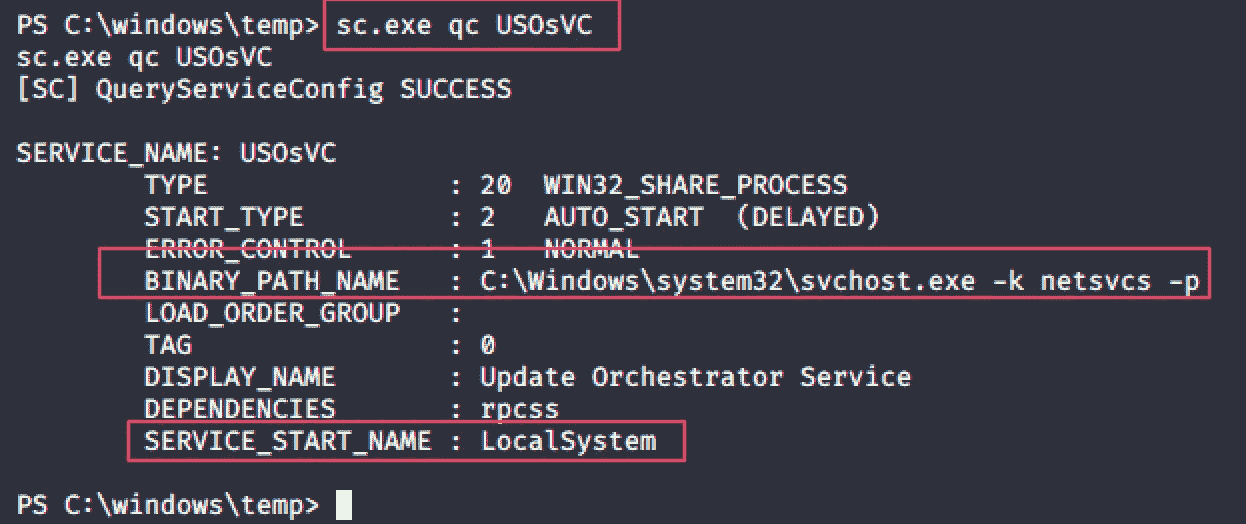 PS C:\windows\temp> sc.exe qc USOsVC
sc.exe qc USOsVC
[SC] QueryServiceConfig SUCCESS
SERVICE_NAME: USOsVC
TYPE : 20 WIN32_SHARE_PROCESS
START_TYPE : 2 AUTO_START (DELAYED)
ERROR_CONTROL : 1 NORMAL
BINARY_PATH_NAME : C:\Windows\system32\svchost.exe -k netsvcs -p
LOAD_ORDER_GROUP :
TAG : 0
DISPLAY_NAME : Update Orchestrator Service
DEPENDENCIES : rpcss
SERVICE_START_NAME : LocalSystem
PS C:\windows\temp>